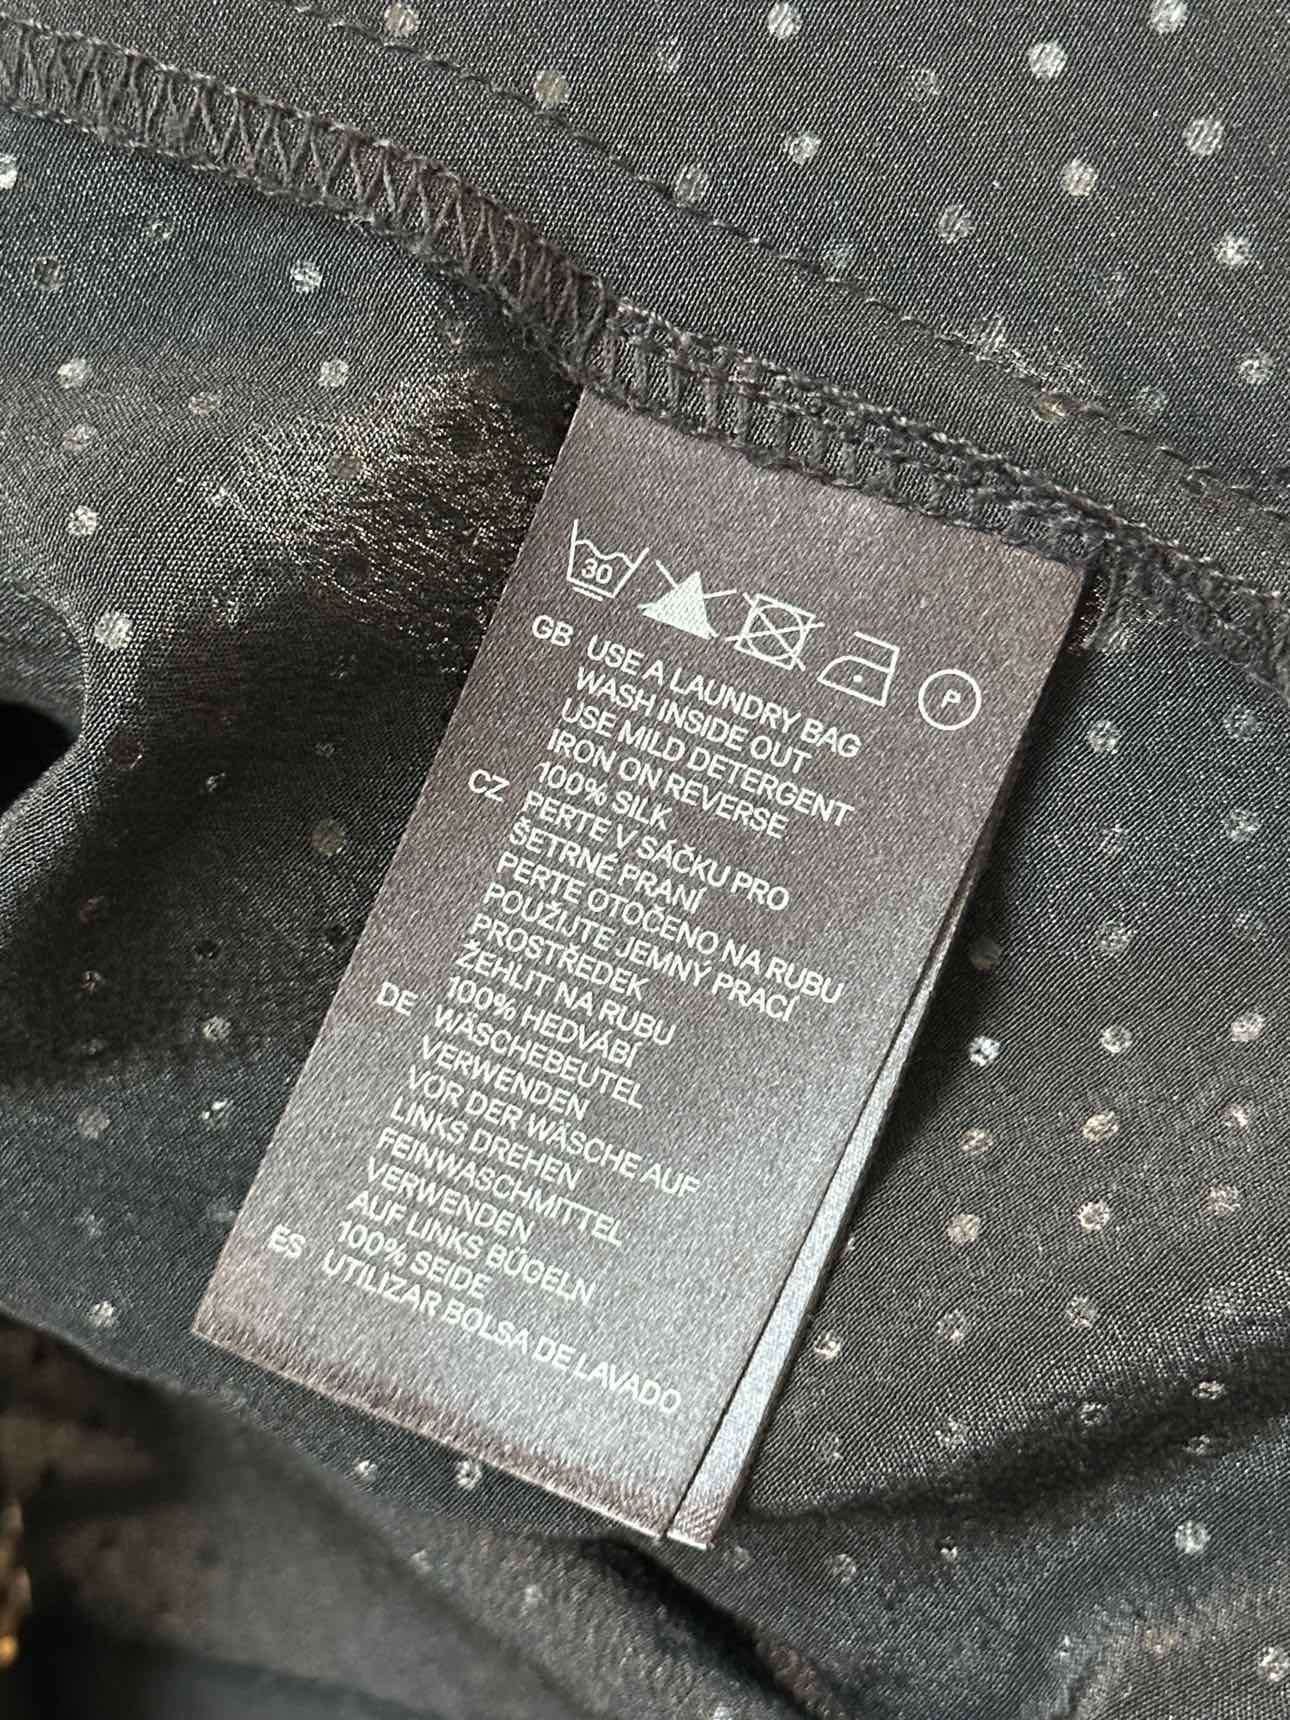 30
P
GB USE A LAUNDRY BAG
WASH INSIDE OUT
USE MILD DETERGENT
IRON ON REVERSE
100% SILK
CZ PERTE V SÁČKU PRO
ŠETRNÉ PRANÍ
PERTE OTOČENO NA RUBU
POUŽIJTE JEMNÝ PRACÍ
PROSTŘEDEK
ŽEHLIT NA RUBU
100% HEDVÁBÍ
DE WÄSCHEBEUTEL
VERWENDEN
VOR DER WÄSCHE AUF
LINKS DREHEN
FEINWASCHMITTEL
VERWENDEN
AUF LINKS BÜGELN
100% SEIDE
ES UTILIZAR BOLSA DE LAVADO